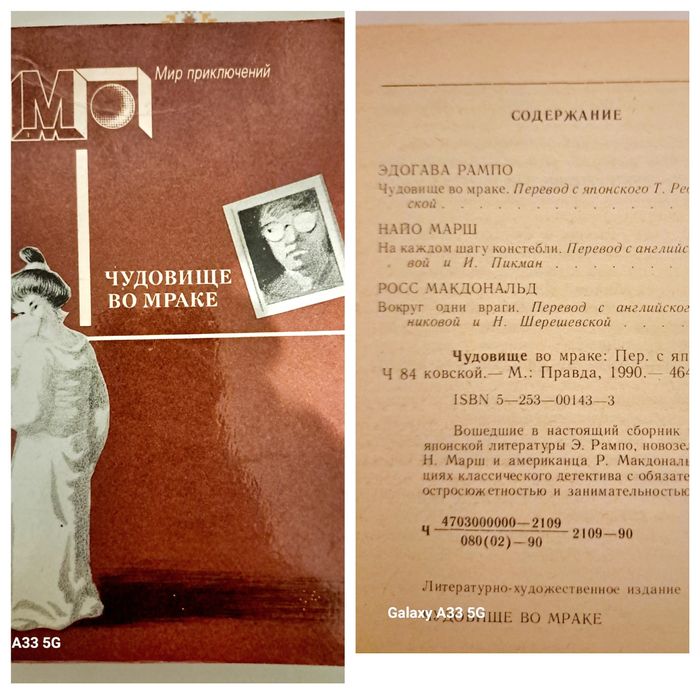 МП
Мир приключений
ЧУДОВИЩЕ
ВО МРАКЕ
A33 5G
СОДЕРЖАНИЕ
ЭДОГАВА РАМПО
Чудовище во мраке. Перевод с японского Т.
ской . . . . . . . . . . . .
НАЙО МАРШ
На каждом шагу констебли. Перевод с
вой и И. Пикман . . . . . . .
РОСС МАКДОНАЛЬД
Вокруг одни враги. Перевод с английского
никовой и Н. Шерешевской . . . .
Чудовище во мраке: Пер. с яп
Ч 84 ковской.— М.: Правда, 1990.— 464
ISBN 5—253—00143—3
Вошедшие в настоящий сборник
японской литературы Э. Рампо, новозел
Н. Марш и американца Р. Макдональ
циях классического детектива с обязате
остросюжетностью и занимательностью
Ч 4703000000—2109
080(02)—90 2109—90
Литературно-художественное издание
Galaxy A33 5G
ЧУДОВИЩЕ ВО МРАКЕ